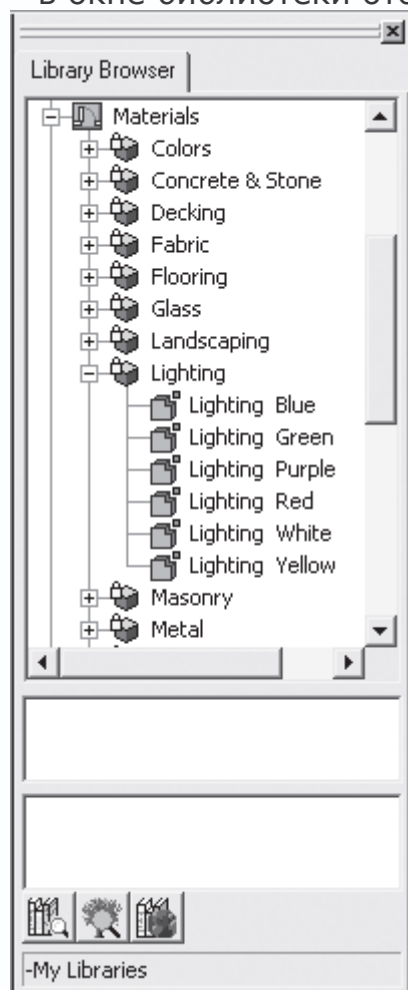 Library Browser
Materials
Colors
Concrete & Stone
Decking
Fabric
Flooring
Glass
Landscaping
Lighting
Lighting Blue
Lighting Green
Lighting Purple
Lighting Red
Lighting White
Lighting Yellow
Masonry
Metal
-My Libraries